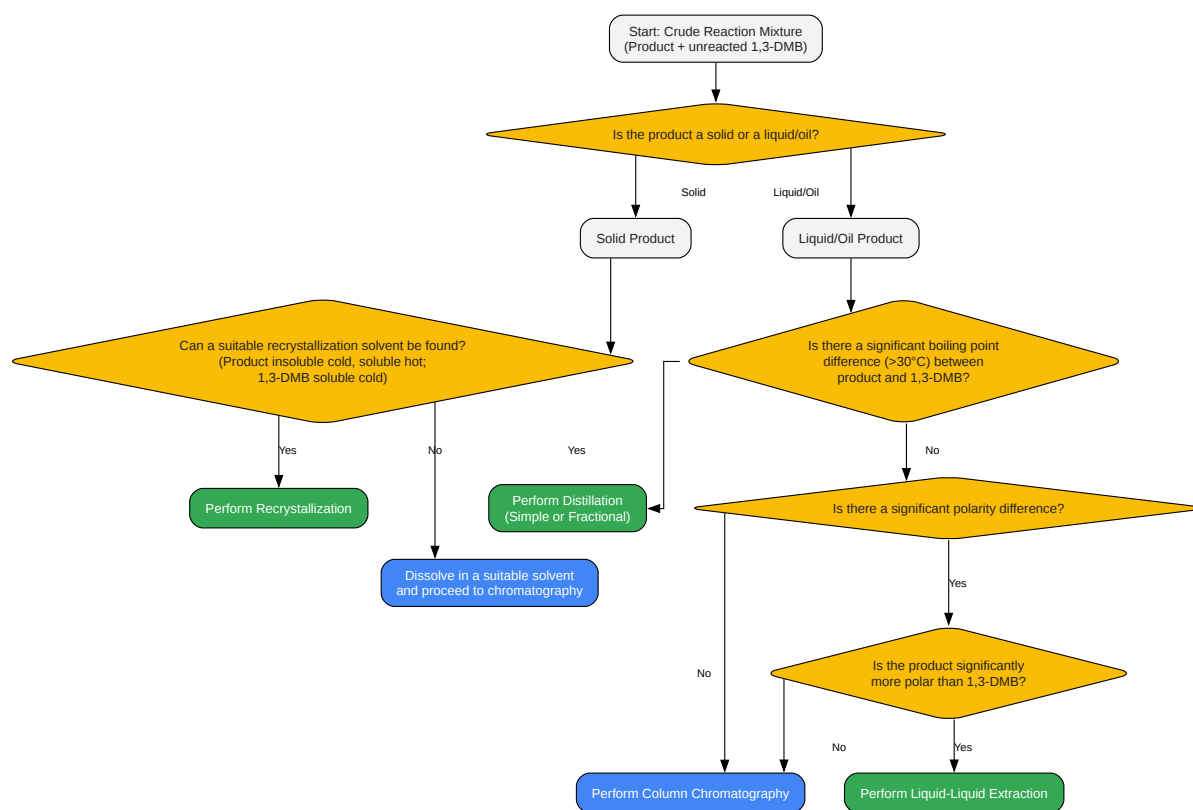 Start: Crude Reaction Mixture
(Product + unreacted 1,3-DMB)
Is the product a solid or a liquid/oil?
Solid
Liquid/Oil
Solid Product
Liquid/Oil Product
Can a suitable recrystallization solvent be found?
(Product insoluble cold, soluble hot;
1,3-DMB soluble cold)
Is there a significant boiling point
difference (>30°C) between
product and 1,3-DMB?
Yes
No
Yes
No
Perform Recrystallization
Perform Distillation
(Simple or Fractional)
Is there a significant polarity difference?
Dissolve in a suitable solvent
and proceed to chromatography
Yes
Is the product significantly
more polar than 1,3-DMB?
No
No
Yes
Perform Column Chromatography
Perform Liquid-Liquid Extraction